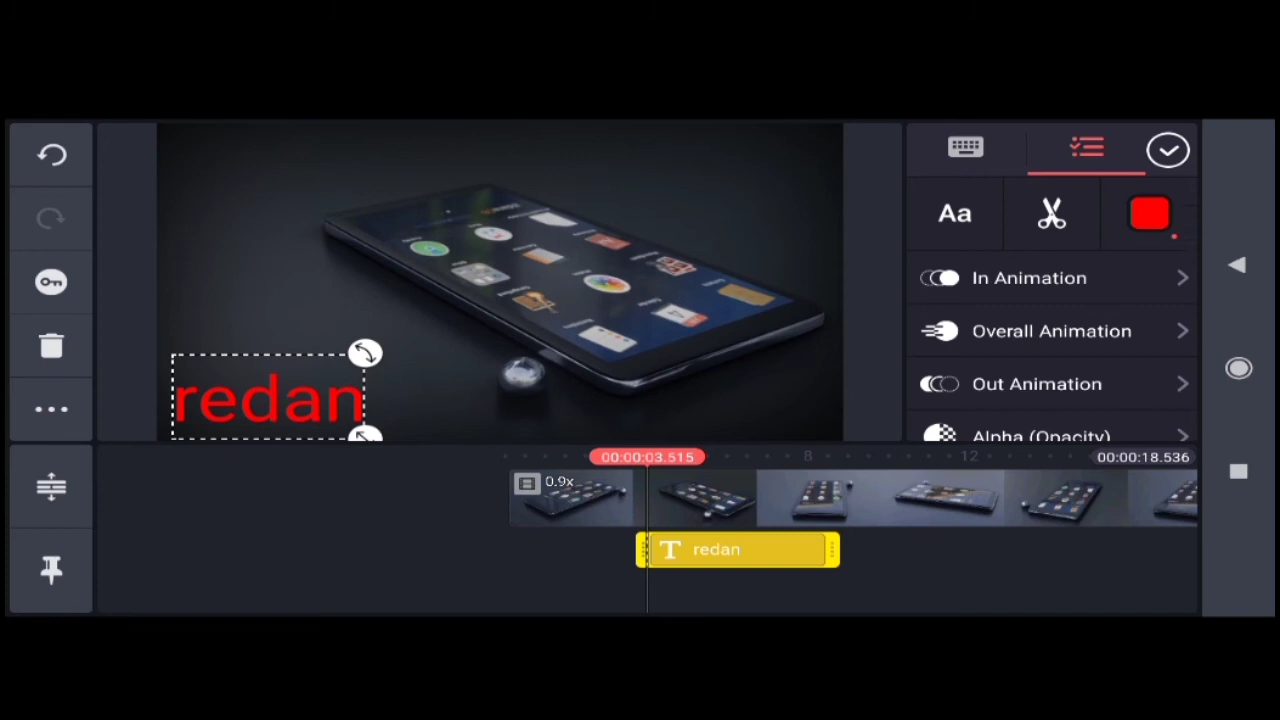 Aa
In Animation
Overall Animation
Out Animation
Alpha (Opacity)
redan
00:00:03.515
8
12
00:00:18.536
0.9x
T redan